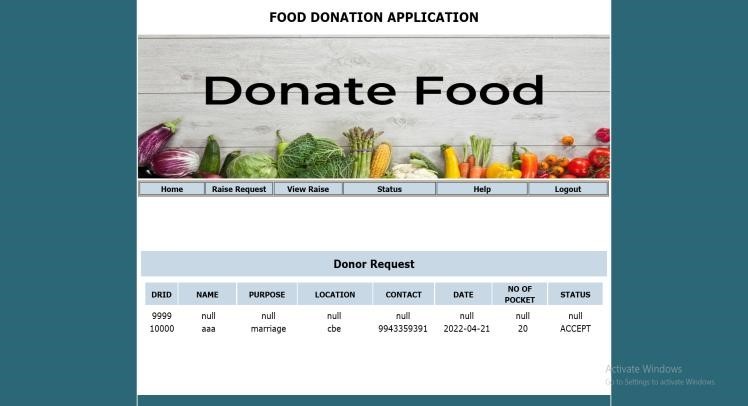 FOOD DONATION APPLICATION
Donate Food
Home Raise Request View Raise Status Help Logout
Donor Request
DRID NAME PURPOSE LOCATION CONTACT DATE NO OF POCKET STATUS
9999 null null null null null null null
10000 aaa marriage cbe 9943359391 2022-04-21 20 ACCEPT
Activate Windows
Go to Settings to activate Windows.